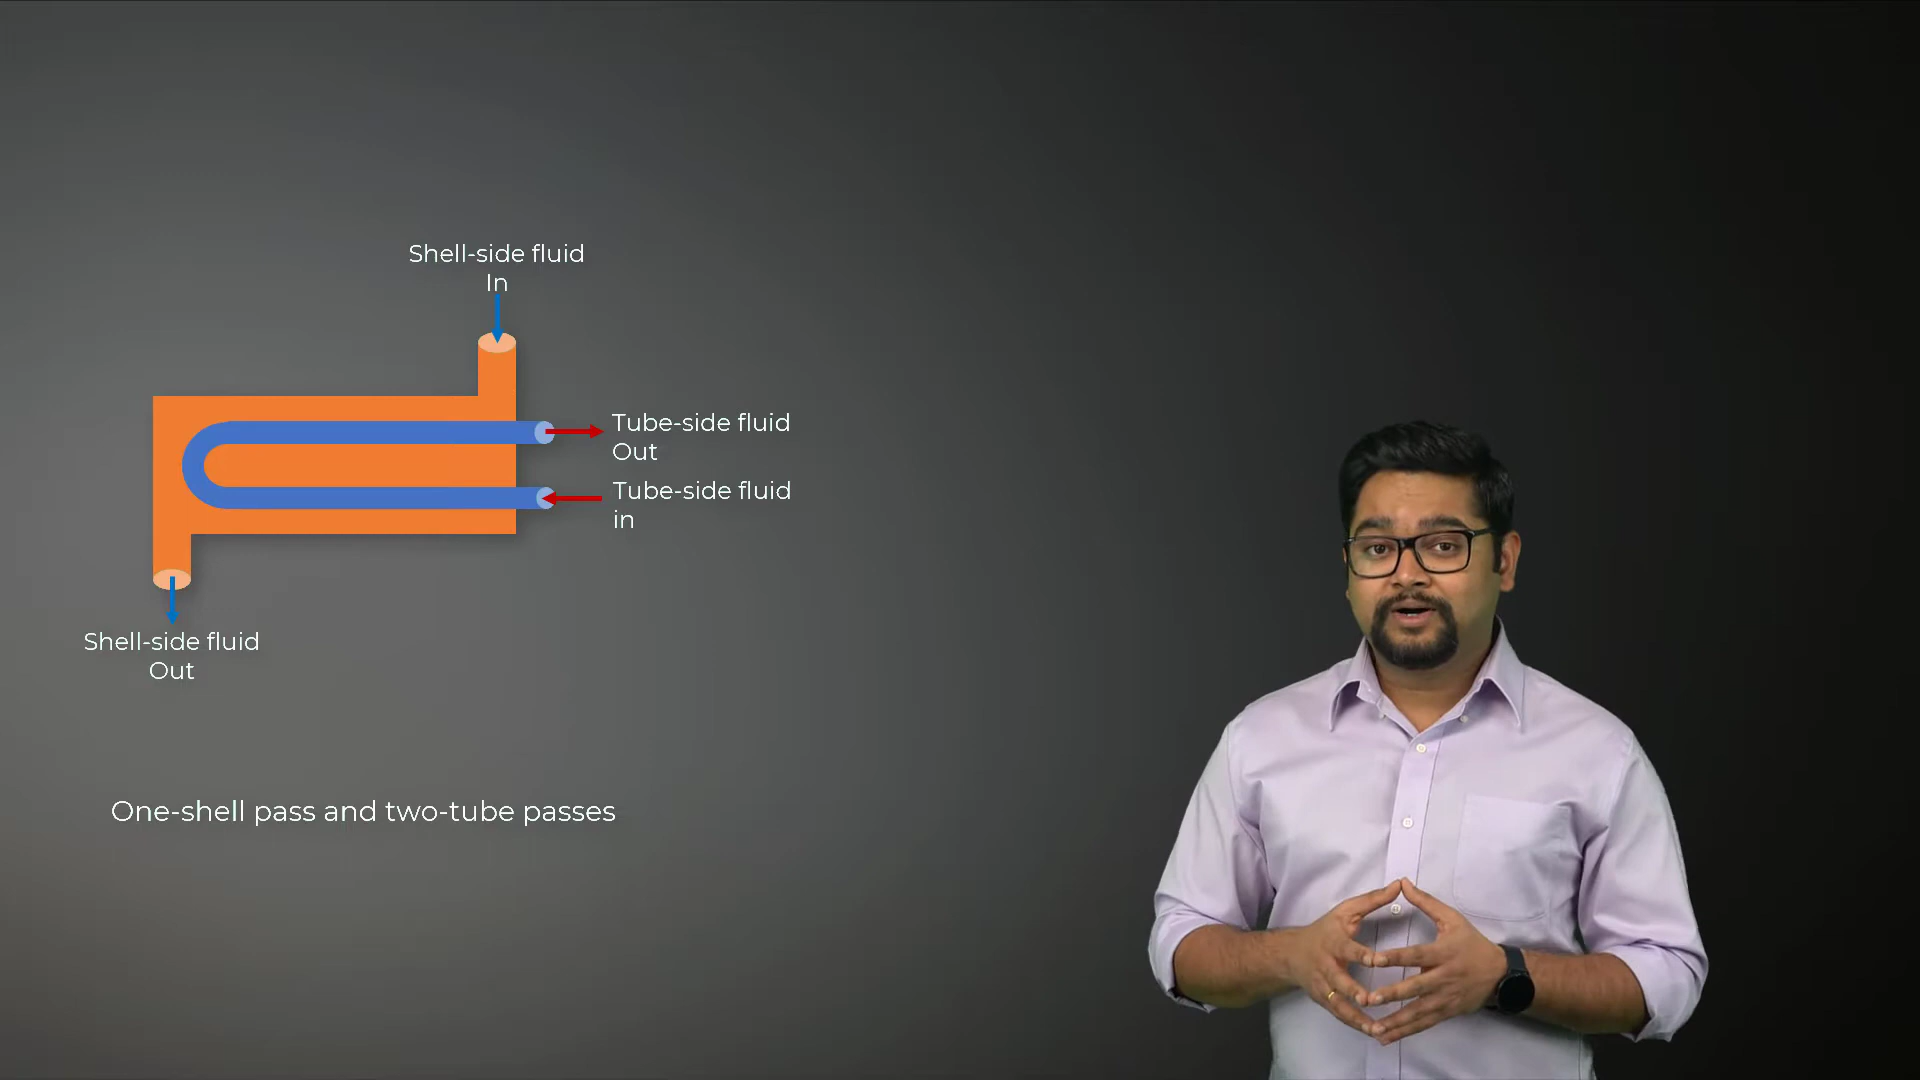 Shell-side fluid
In
Tube-side fluid
Out
Tube-side fluid
in
Shell-side fluid
Out
One-shell pass and two-tube passes